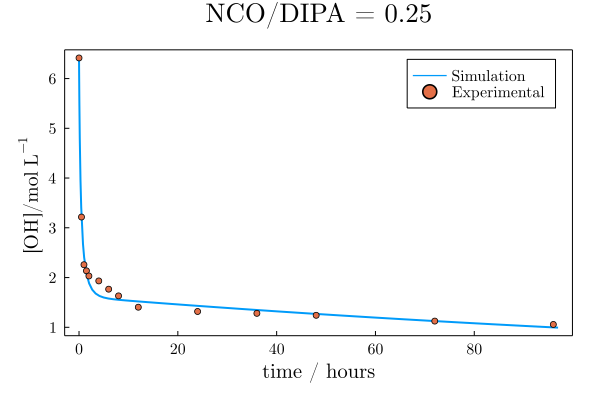 NCO/DIPA = 0.25
[OH]/mol L⁻¹
6
5
4
3
2
1
Simulation
Experimental
0 20 40 60 80
time / hours